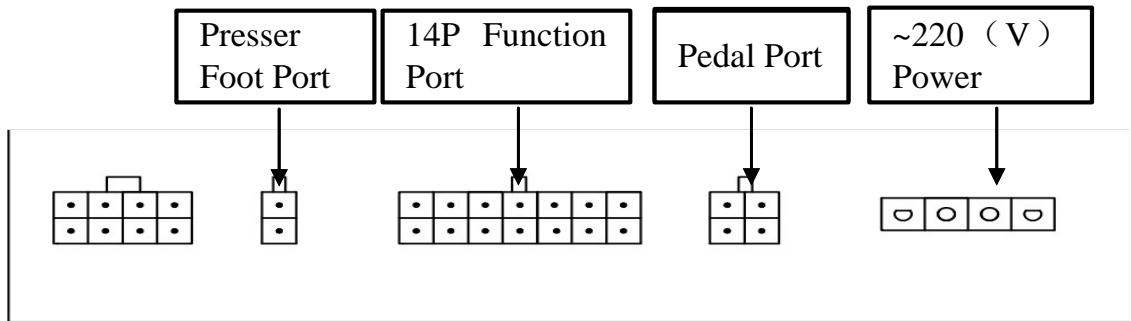 Presser
Foot Port
14P Function
Port
Pedal Port
~220（V）
Power